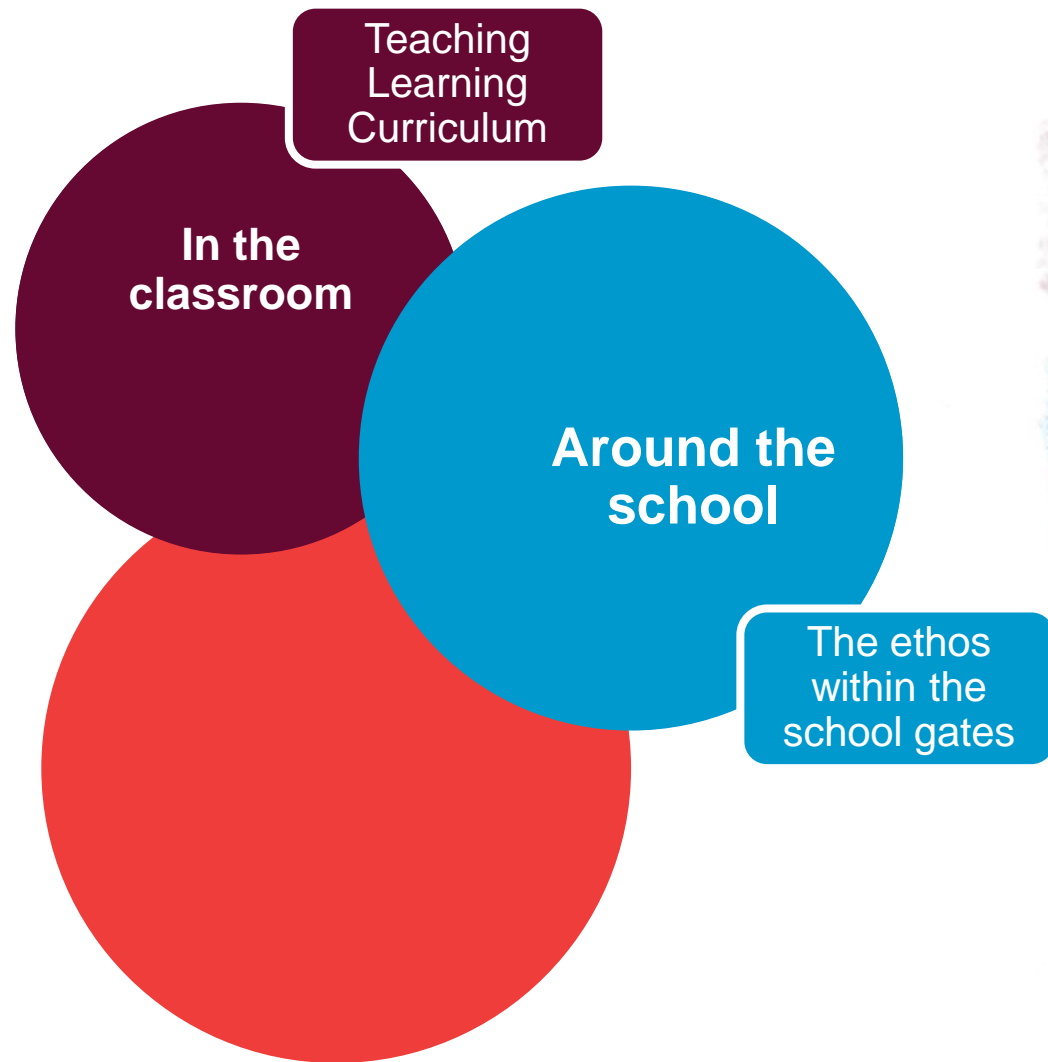 Teaching
Learning
Curriculum
In the
classroom
Around the
school
The ethos
within the
school gates